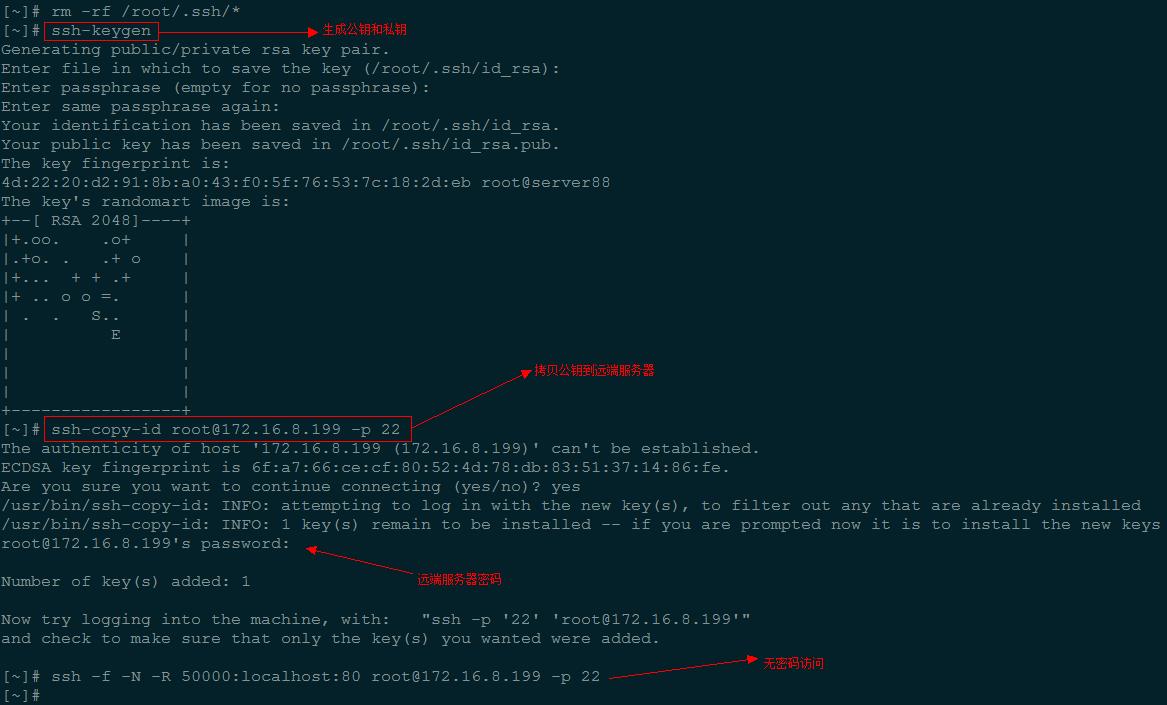 [~]# rm -rf /root/.ssh/*
[~]# ssh-keygen 生成公钥和私钥
Generating public/private rsa key pair.
Enter file in which to save the key (/root/.ssh/id_rsa):
Enter passphrase (empty for no passphrase):
Enter same passphrase again:
Your identification has been saved in /root/.ssh/id_rsa.
Your public key has been saved in /root/.ssh/id_rsa.pub.
The key fingerprint is:
4d:22:20:d2:91:8b:a0:43:f0:5f:76:53:7c:18:2d:eb root@server88
The key's randomart image is:
+--[ RSA 2048]----+
|+.oo.    .o+     |
|.+o. .   .+ o    |
|+...  + + .+     |
|+ .. o o =.      |
| .  .   S..      |
|          E      |
|                 |
|                 |
|                 |
+-----------------+
拷贝公钥到远端服务器
[~]# ssh-copy-id root@172.16.8.199 -p 22
The authenticity of host '172.16.8.199 (172.16.8.199)' can't be established.
ECDSA key fingerprint is 6f:a7:66:ce:cf:80:52:4d:78:db:83:51:37:14:86:fe.
Are you sure you want to continue connecting (yes/no)? yes
/usr/bin/ssh-copy-id: INFO: attempting to log in with the new key(s), to filter out any that are already installed
/usr/bin/ssh-copy-id: INFO: 1 key(s) remain to be installed -- if you are prompted now it is to install the new keys
root@172.16.8.199's password:
远端服务器密码
Number of key(s) added: 1
Now try logging into the machine, with:   "ssh -p '22' 'root@172.16.8.199'"
and check to make sure that only the key(s) you wanted were added.
无密码访问
[~]# ssh -f -N -R 50000:localhost:80 root@172.16.8.199 -p 22
[~]#